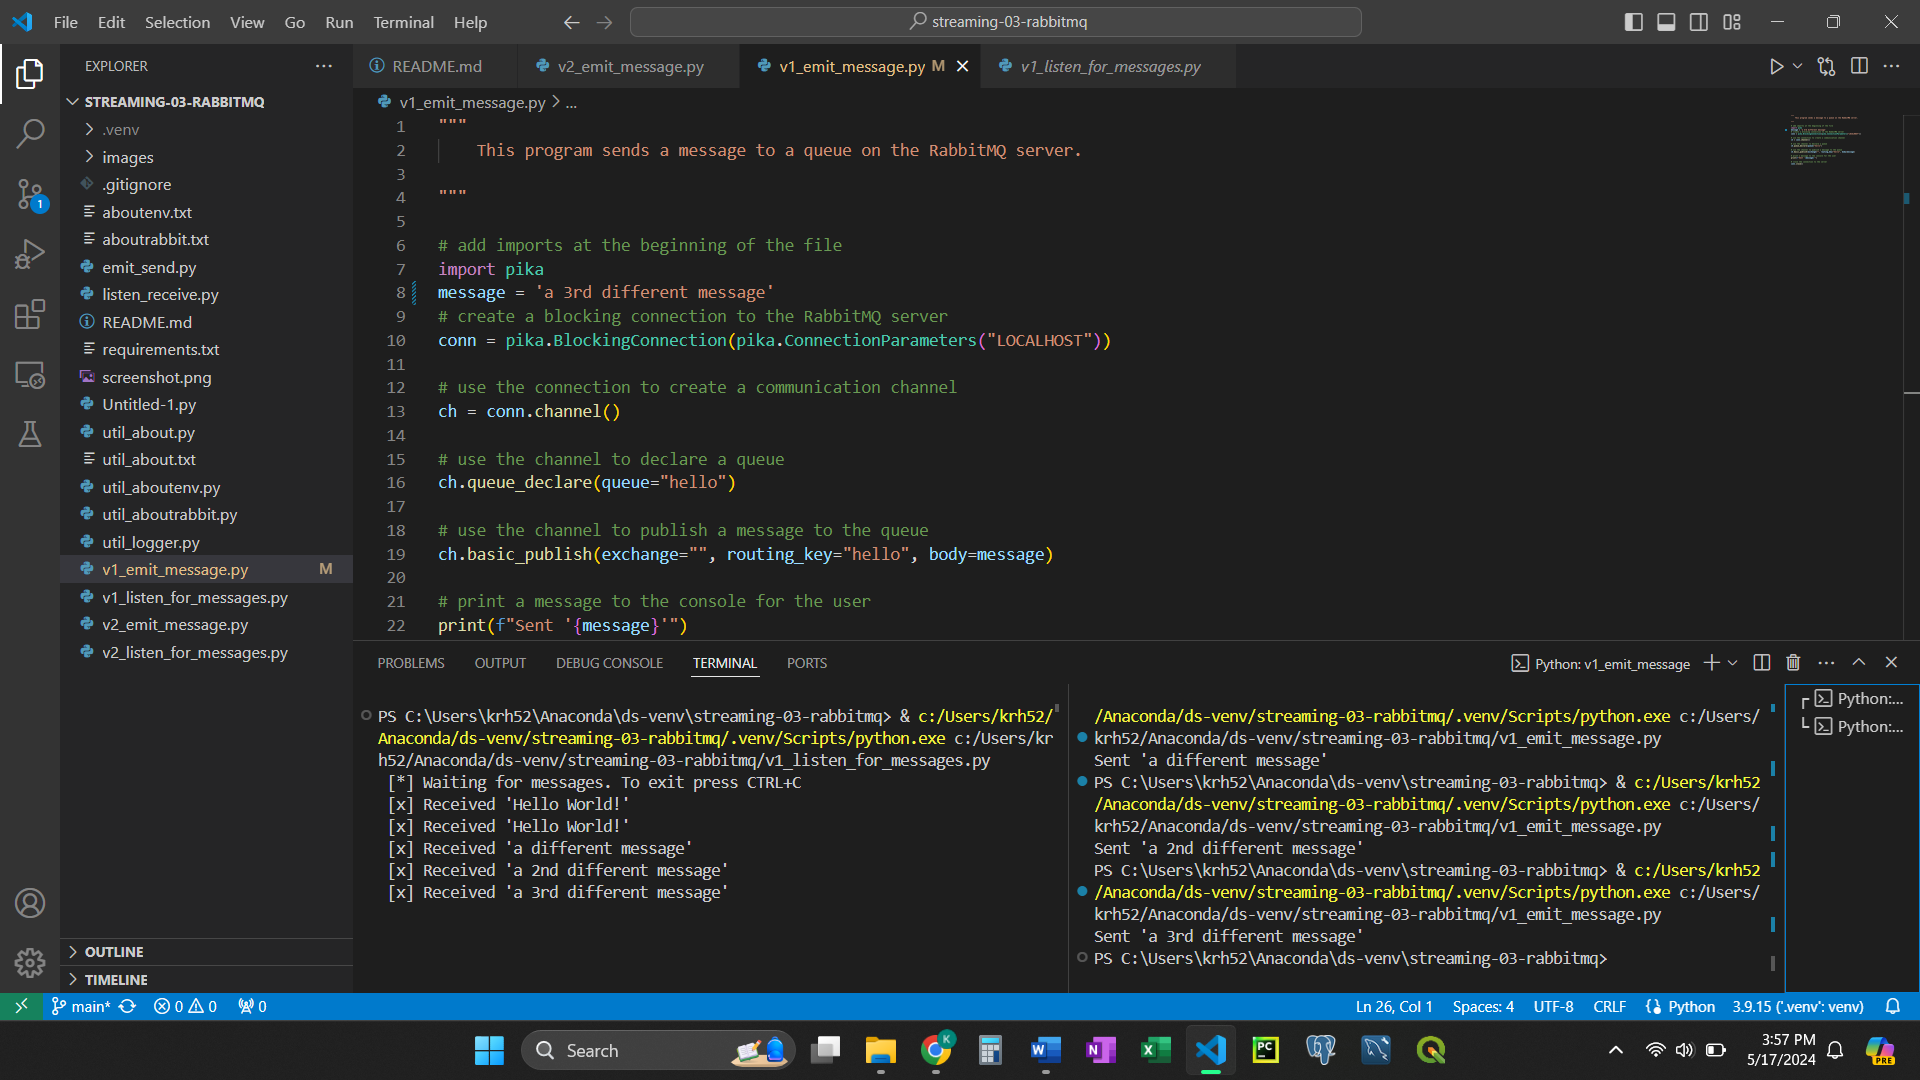 File Edit Selection View Go Run Terminal Help
streaming-03-rabbitmq
EXPLORER
README.md
v2_emit_message.py
v1_emit_message.py M
v1_listen_for_messages.py
STREAMING-03-RABBITMQ
.venv
images
.gitignore
aboutenv.txt
aboutrabbit.txt
emit_send.py
listen_receive.py
README.md
requirements.txt
screenshot.png
Untitled-1.py
util_about.py
util_about.txt
util_aboutenv.py
util_aboutrabbit.py
util_logger.py
v1_emit_message.py M
v1_listen_for_messages.py
v2_emit_message.py
v2_listen_for_messages.py
OUTLINE
TIMELINE
1
v1_emit_message.py > ...
1 """
2 This program sends a message to a queue on the RabbitMQ server.
3
4 """
5
6 # add imports at the beginning of the file
7 import pika
8 message = 'a 3rd different message'
9 # create a blocking connection to the RabbitMQ server
10 conn = pika.BlockingConnection(pika.ConnectionParameters("LOCALHOST"))
11
12 # use the connection to create a communication channel
13 ch = conn.channel()
14
15 # use the channel to declare a queue
16 ch.queue_declare(queue="hello")
17
18 # use the channel to publish a message to the queue
19 ch.basic_publish(exchange="", routing_key="hello", body=message)
20
21 # print a message to the console for the user
22 print(f"Sent '{message}'")
PROBLEMS OUTPUT DEBUG CONSOLE TERMINAL PORTS
Python: v1_emit_message
PS C:\Users\krh52\Anaconda\ds-venv\streaming-03-rabbitmq> & c:/Users/krh52/
Anaconda/ds-venv/streaming-03-rabbitmq/.venv/Scripts/python.exe c:/Users/kr
h52/Anaconda/ds-venv/streaming-03-rabbitmq/v1_listen_for_messages.py
[*] Waiting for messages. To exit press CTRL+C
[x] Received 'Hello World!'
[x] Received 'Hello World!'
[x] Received 'a different message'
[x] Received 'a 2nd different message'
[x] Received 'a 3rd different message'
/Anaconda/ds-venv/streaming-03-rabbitmq/.venv/Scripts/python.exe c:/Users/
krh52/Anaconda/ds-venv/streaming-03-rabbitmq/v1_emit_message.py
Sent 'a different message'
PS C:\Users\krh52\Anaconda\ds-venv\streaming-03-rabbitmq> & c:/Users/krh52
/Anaconda/ds-venv/streaming-03-rabbitmq/.venv/Scripts/python.exe c:/Users/
krh52/Anaconda/ds-venv/streaming-03-rabbitmq/v1_emit_message.py
Sent 'a 2nd different message'
PS C:\Users\krh52\Anaconda\ds-venv\streaming-03-rabbitmq> & c:/Users/krh52
/Anaconda/ds-venv/streaming-03-rabbitmq/.venv/Scripts/python.exe c:/Users/
krh52/Anaconda/ds-venv/streaming-03-rabbitmq/v1_emit_message.py
Sent 'a 3rd different message'
PS C:\Users\krh52\Anaconda\ds-venv\streaming-03-rabbitmq>
Python:...
Python:...
main* 0 0 0
Ln 26, Col 1 Spaces: 4 UTF-8 CRLF Python 3.9.15 ('.venv': venv)
Search
K
W
N
X
PC
3:57 PM
5/17/2024
PRE